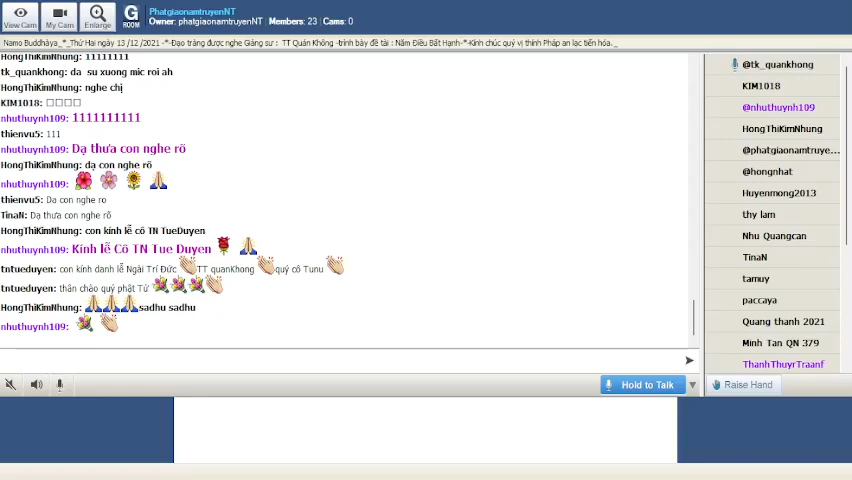 View Cam
My Cam
Enlarge
G
ROOM
PhatgiaonamtruyenNT
Owner: phatgiaonamtruyenNT | Members: 23 | Cams: 0
Namo Buddhàya_*_Thứ Hai ngày 13 /12 /2021 -*-Đạo tràng được nghe Giảng sư : TT Quán Không -trình bày đề tài : Năm Điều Bất Hạnh-*-Kính chúc quý vị thính Pháp an lạc tiến hóa._
HongThiKimNhung: 11111111
tk_quankhong: da su xuong mic roi ah
HongThiKimNhung: nghe chị
KIM1018: □□□□
nhuthuynh109: 1111111111
thienvu5: 111
nhuthuynh109: Dạ thưa con nghe rõ
HongThiKimNhung: dạ con nghe rõ
nhuthuynh109:
thienvu5: Da con nghe ro
TinaN: Dạ thưa con nghe rõ
HongThiKimNhung: con kính lễ cô TN TueDuyen
nhuthuynh109: Kính lễ Cô TN Tue Duyen
tntueduyen: con kính danh lễ Ngài Trí Đức TT quanKhong quý cô Tunu
tntueduyen: thân chào quý phật Tử
HongThiKimNhung: sadhu sadhu
nhuthuynh109:
Hold to Talk
@tk_quankhong
KIM1018
@nhuthuynh109
HongThiKimNhung
@phatgiaonamtruye...
@hongnhat
Huyenmong2013
thy lam
Nhu Quangcan
TinaN
tamuy
paccaya
Quang thanh 2021
Minh Tan QN 379
ThanhThuyrTraanf
Raise Hand